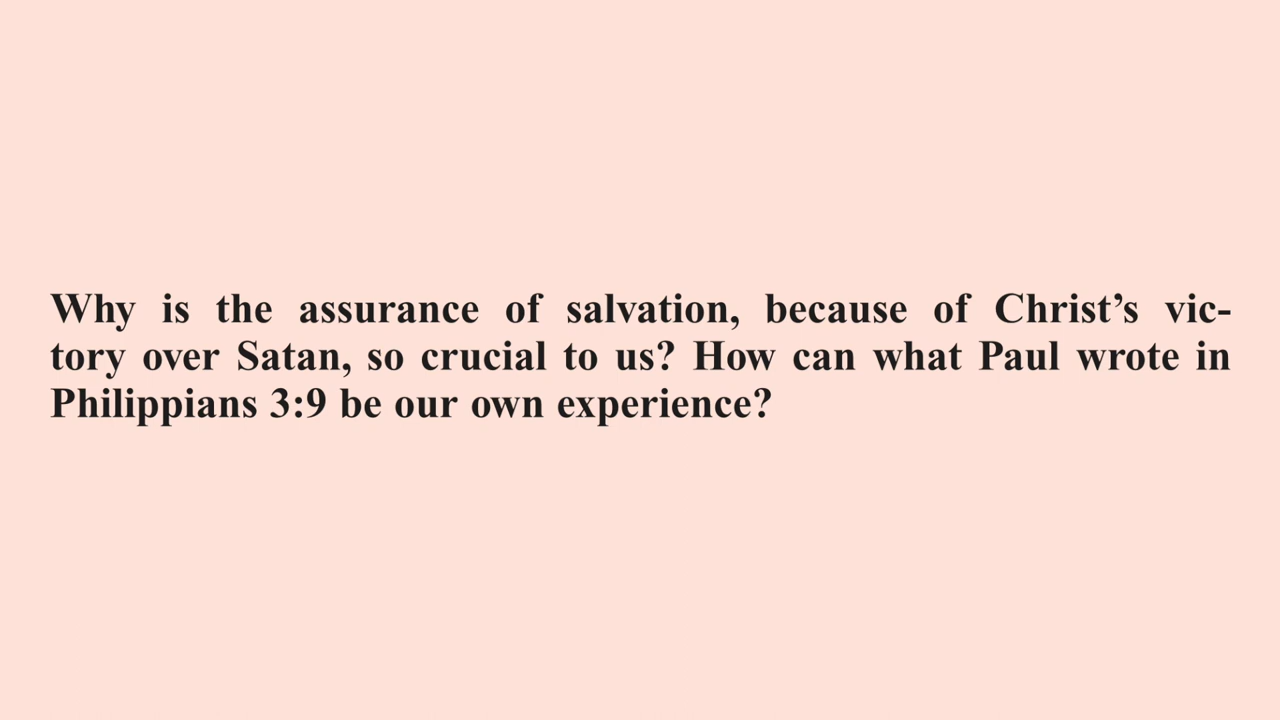 Why is the assurance of salvation, because of Christ’s vic-
tory over Satan, so crucial to us? How can what Paul wrote in
Philippians 3:9 be our own experience?